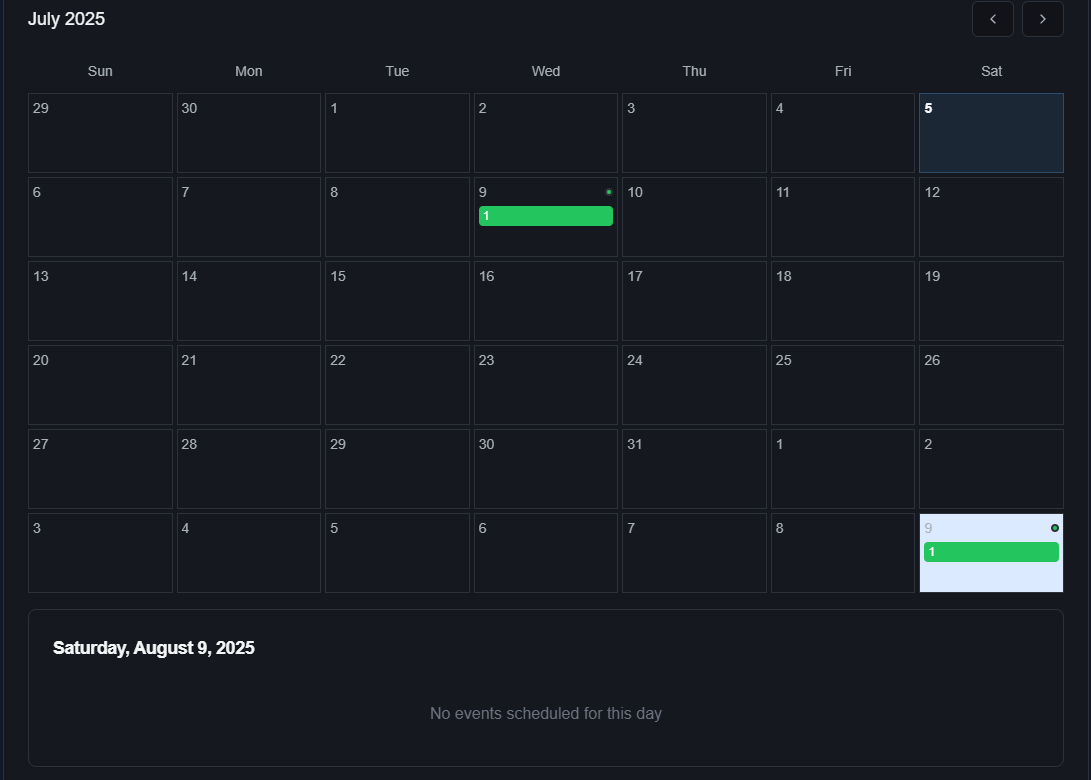 July 2025
Sun Mon Tue Wed Thu Fri Sat
29 30 1 2 3 4 5
6 7 8 9 10 11 12
1
13 14 15 16 17 18 19
20 21 22 23 24 25 26
27 28 29 30 31 1 2
3 4 5 6 7 8 9
1
Saturday, August 9, 2025
No events scheduled for this day